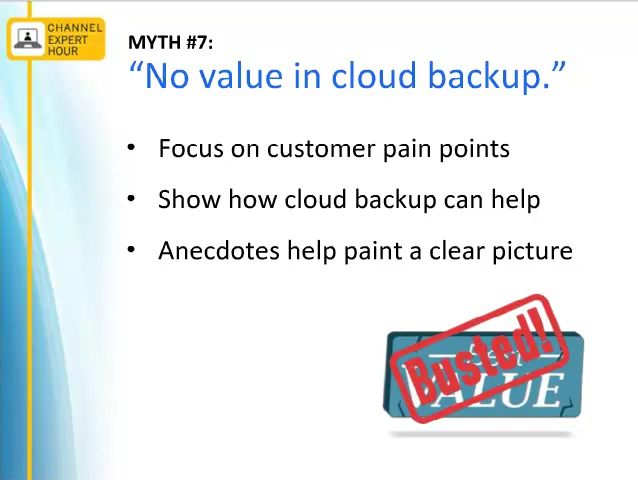 CHANNEL
EXPERT
HOUR
MYTH #7:
“No value in cloud backup.”
• Focus on customer pain points
• Show how cloud backup can help
• Anecdotes help paint a clear picture
Busted!
VALUE